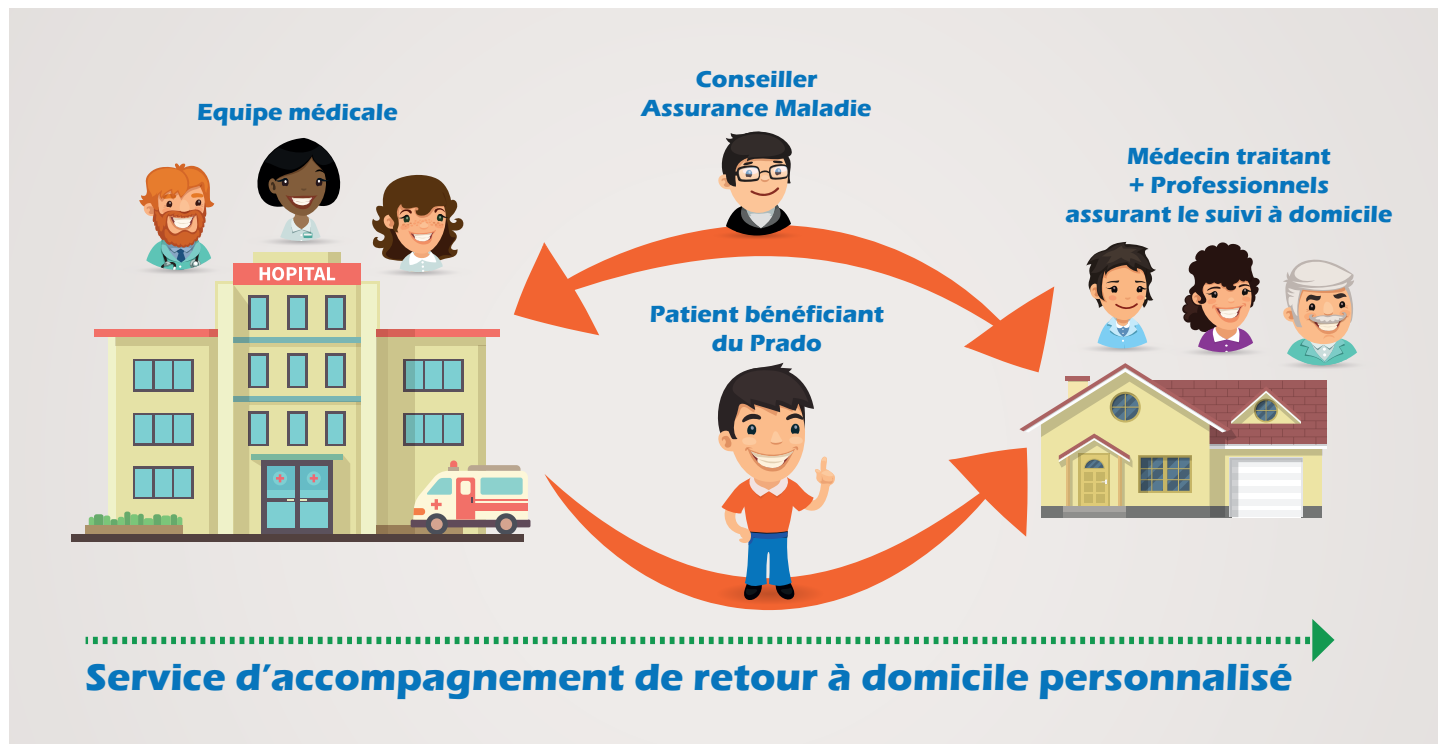 Equipe médicale
Conseiller
Assurance Maladie
Médecin traitant
+ Professionnels
assurant le suivi à domicile
HOPITAL
Patient bénéficiant
du Prado
Service d’accompagnement de retour à domicile personnalisé